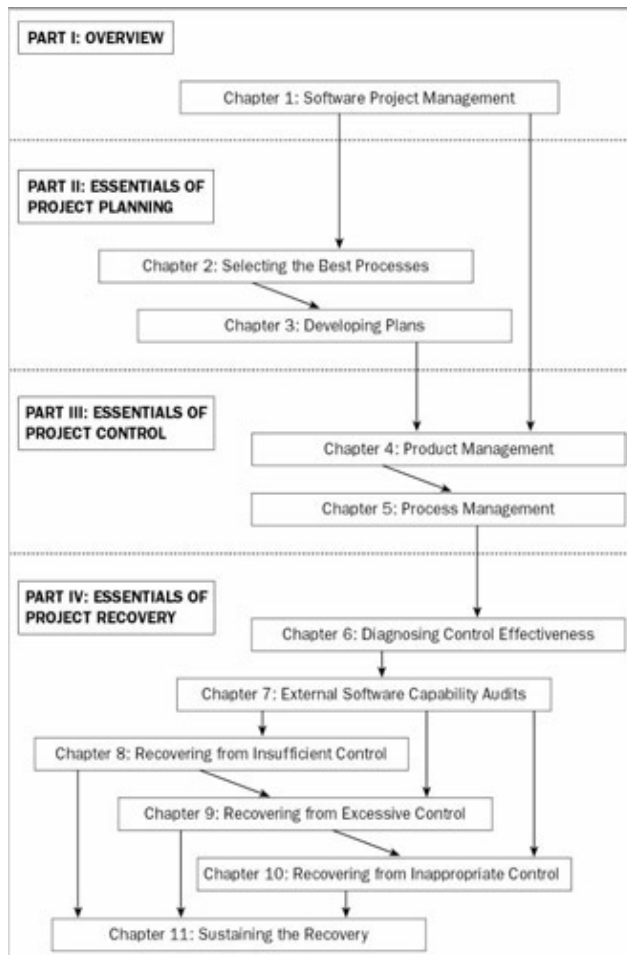 PART I: OVERVIEW
Chapter 1: Software Project Management
PART II: ESSENTIALS OF
PROJECT PLANNING
Chapter 2: Selecting the Best Processes
Chapter 3: Developing Plans
PART III: ESSENTIALS OF
PROJECT CONTROL
Chapter 4: Product Management
Chapter 5: Process Management
PART IV: ESSENTIALS OF
PROJECT RECOVERY
Chapter 6: Diagnosing Control Effectiveness
Chapter 7: External Software Capability Audits
Chapter 8: Recovering from Insufficient Control
Chapter 9: Recovering from Excessive Control
Chapter 10: Recovering from Inappropriate Control
Chapter 11: Sustaining the Recovery